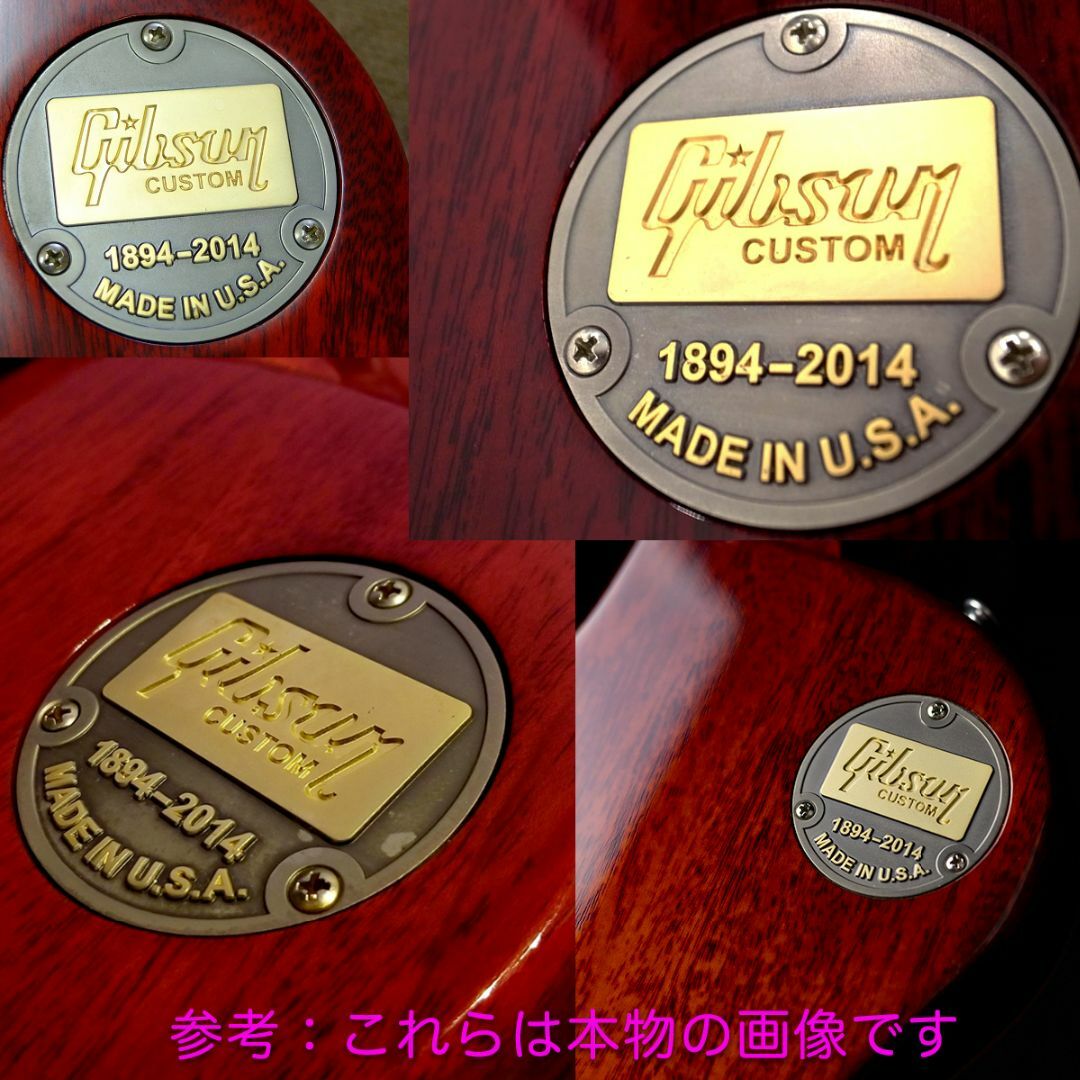 Gibson
CUSTOM
1894-2014
MADE IN U.S.A.
Gibson
CUSTOM
1894-2014
MADE IN U.S.A.
Gibson
CUSTOM
1894-2014
MADE IN U.S.A.
Gibson
CUSTOM
1894-2014
MADE IN U.S.A.
参考：これらは本物の画像です